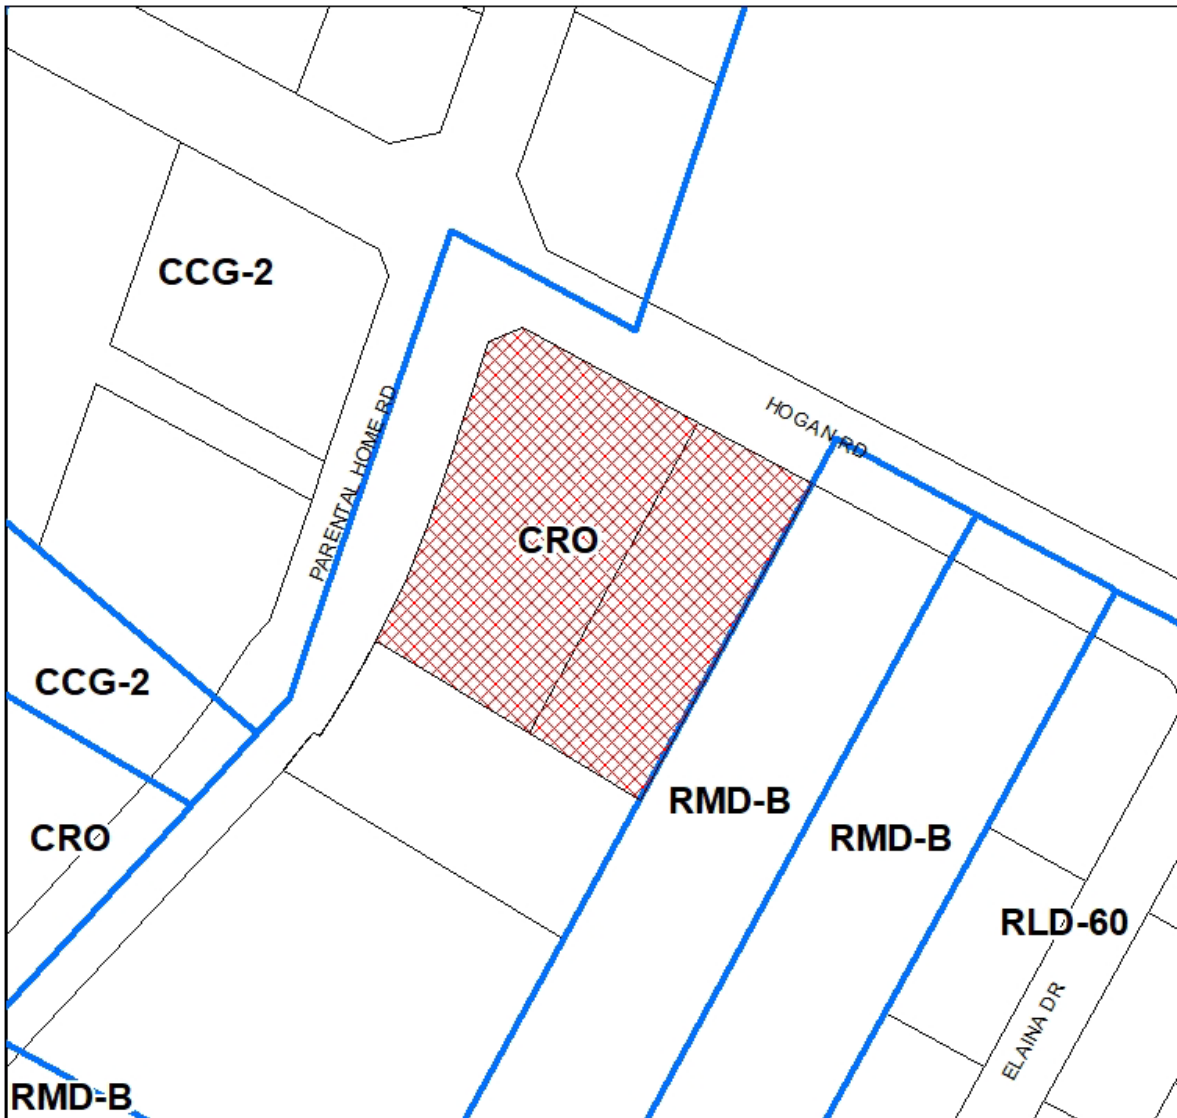 CCG-2
HOGAN RD
PARENTAL HOME RD
CRO
CCG-2
RMD-B
CRO
RMD-B
RLD-60
ELAINA DR
RMD-B